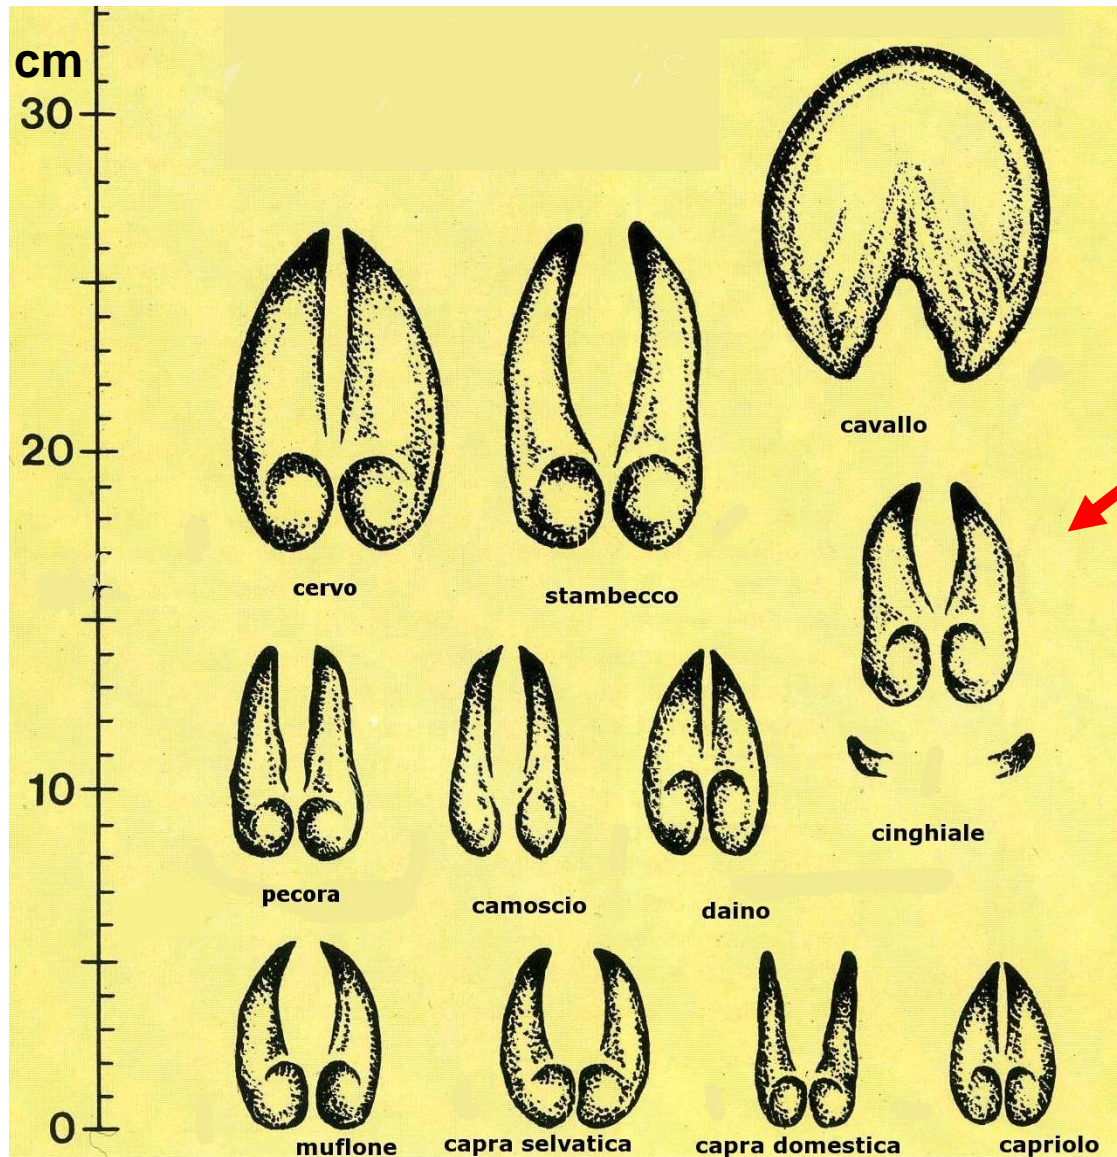 cm
30
cavallo
20
cervo
stambecco
10
cinghiale
pecora
camoscio
daino
0
muflone
capra selvatica
capra domestica
capriolo